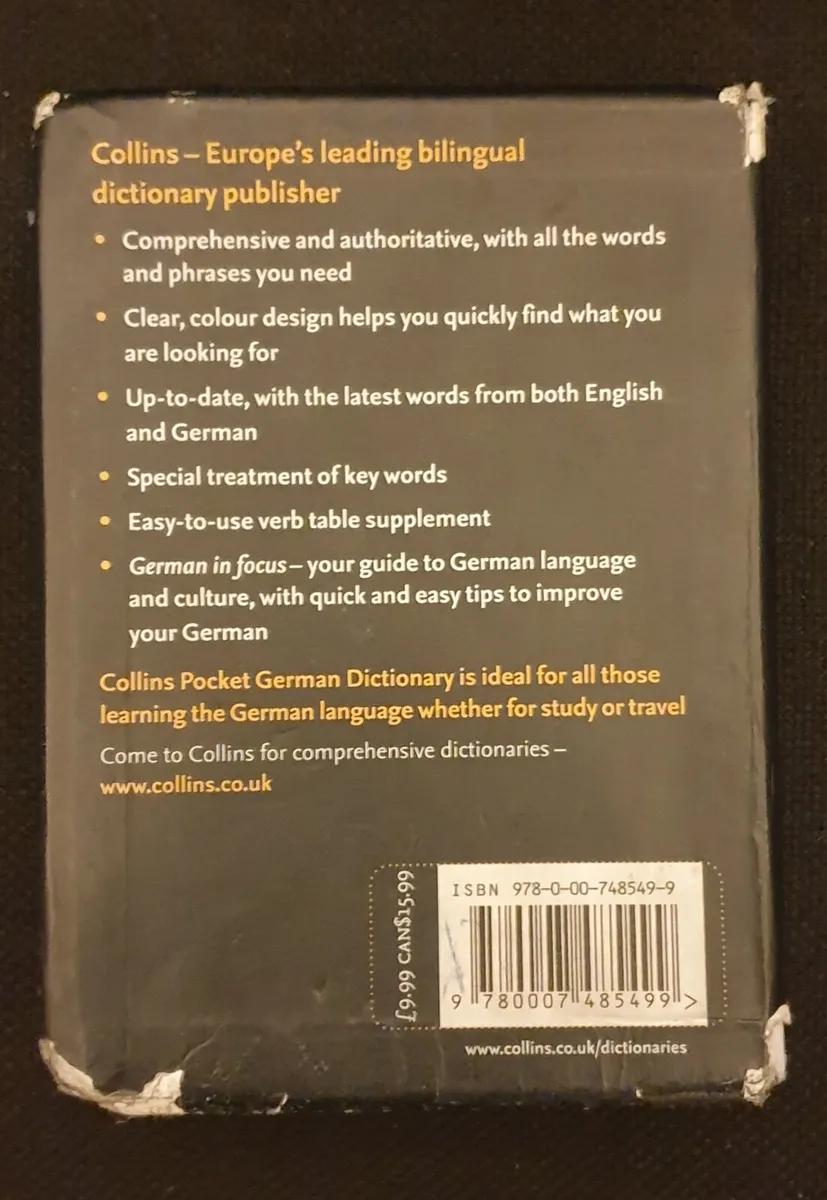 Collins – Europe's leading bilingual
dictionary publisher
• Comprehensive and authoritative, with all the words
and phrases you need
• Clear, colour design helps you quickly find what you
are looking for
• Up-to-date, with the latest words from both English
and German
• Special treatment of key words
• Easy-to-use verb table supplement
• German in focus – your guide to German language
and culture, with quick and easy tips to improve
your German
Collins Pocket German Dictionary is ideal for all those
learning the German language whether for study or travel
Come to Collins for comprehensive dictionaries –
www.collins.co.uk
£9.99 CAN$15.99
ISBN 978-0-00-748549-9
9 780007 485499 >
www.collins.co.uk/dictionaries